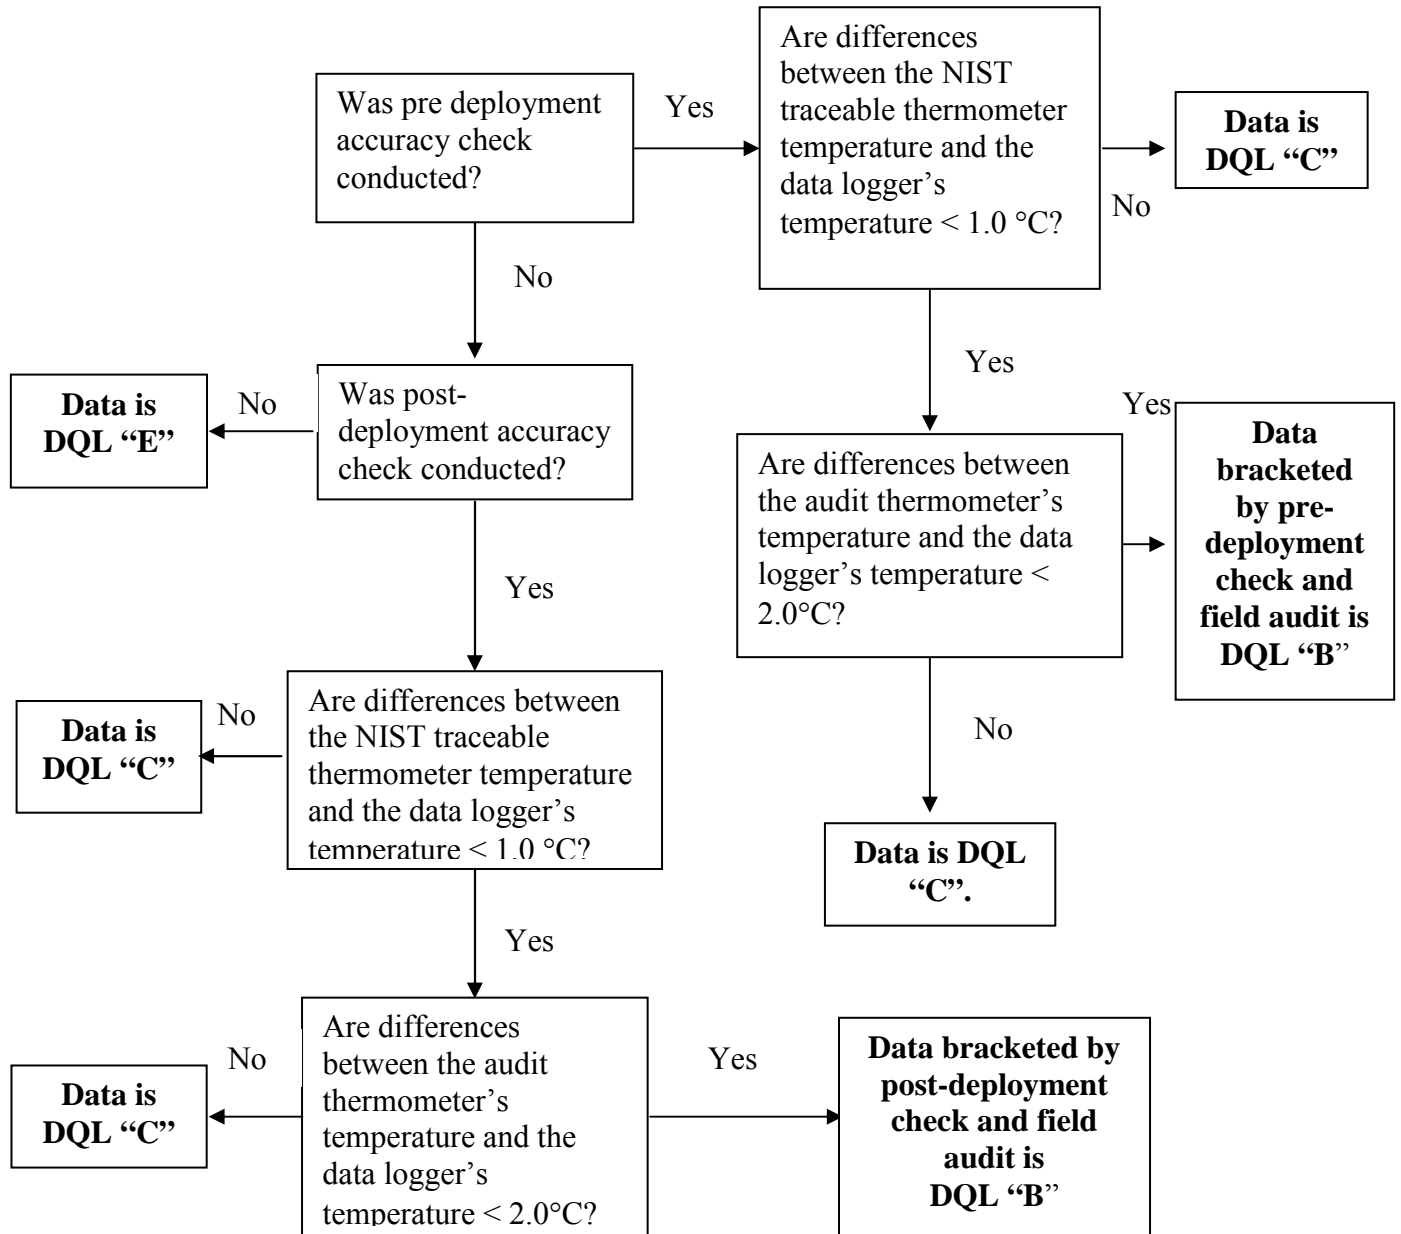 Was pre deployment
accuracy check
conducted?
Yes
Are differences
between the NIST
traceable thermometer
temperature and the
data logger’s
temperature < 1.0 °C?
No
Data is
DQL “C”
No
Yes
Was post-
deployment accuracy
check conducted?
No
Data is
DQL “E”
Yes
Are differences between
the audit thermometer’s
temperature and the data
logger’s temperature <
2.0°C?
Yes
Data
bracketed
by pre-
deployment
check and
field audit is
DQL “B”
No
Data is DQL
“C”.
Are differences between
the NIST traceable
thermometer temperature
and the data logger’s
temperature < 1.0 °C?
No
Data is
DQL “C”
Yes
Are differences
between the audit
thermometer’s
temperature and the
data logger’s
temperature < 2.0°C?
No
Data is
DQL “C”
Yes
Data bracketed by
post-deployment
check and field
audit is
DQL “B”